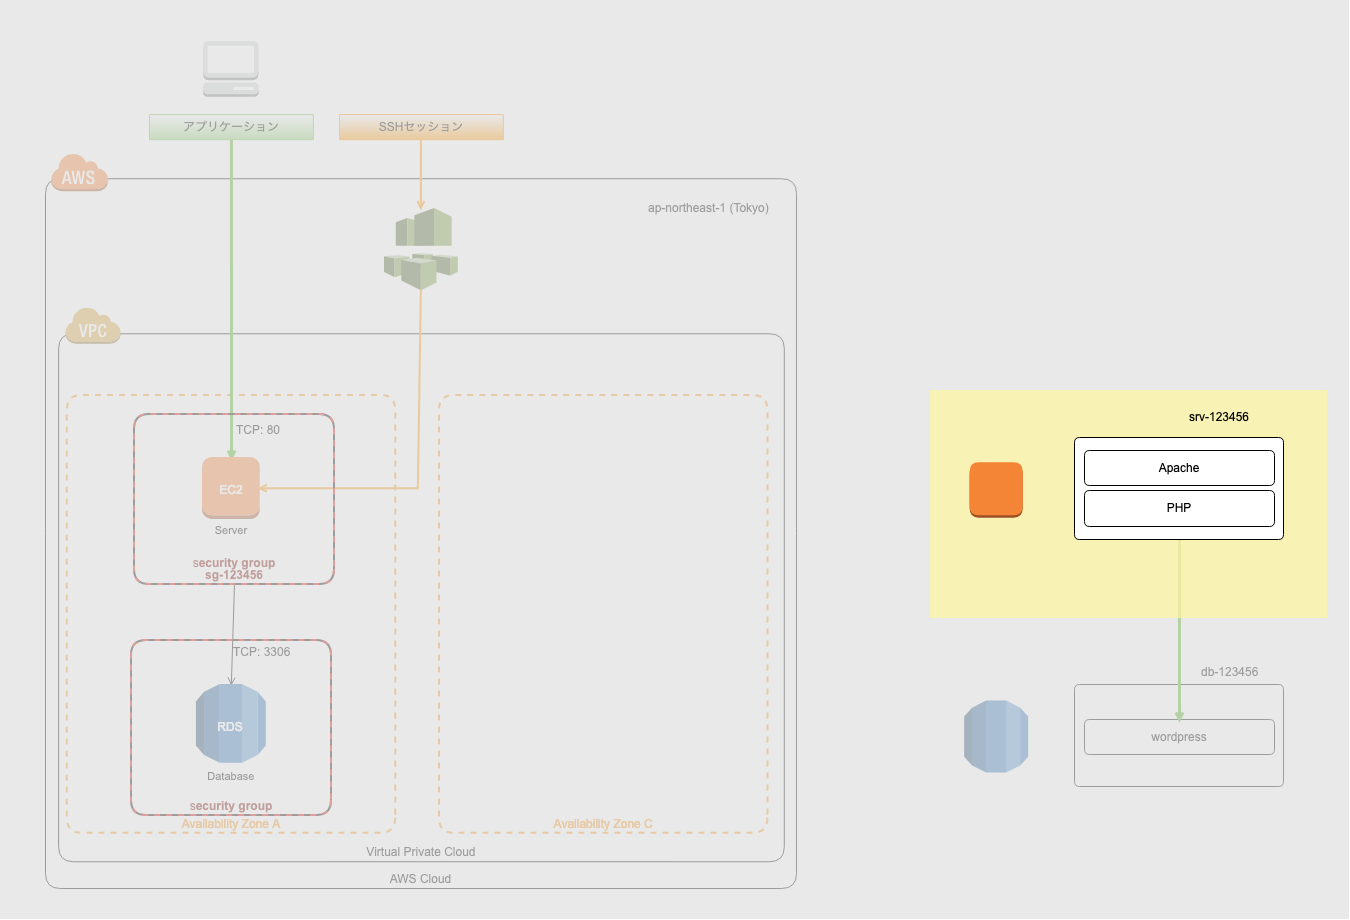 アプリケーション
SSHセッション
AWS
ap-northeast-1 (Tokyo)
VPC
TCP: 80
EC2
Server
security group
sg-123456
TCP: 3306
RDS
Database
security group
Availability Zone A
Availability Zone C
Virtual Private Cloud
AWS Cloud
srv-123456
Apache
PHP
db-123456
wordpress